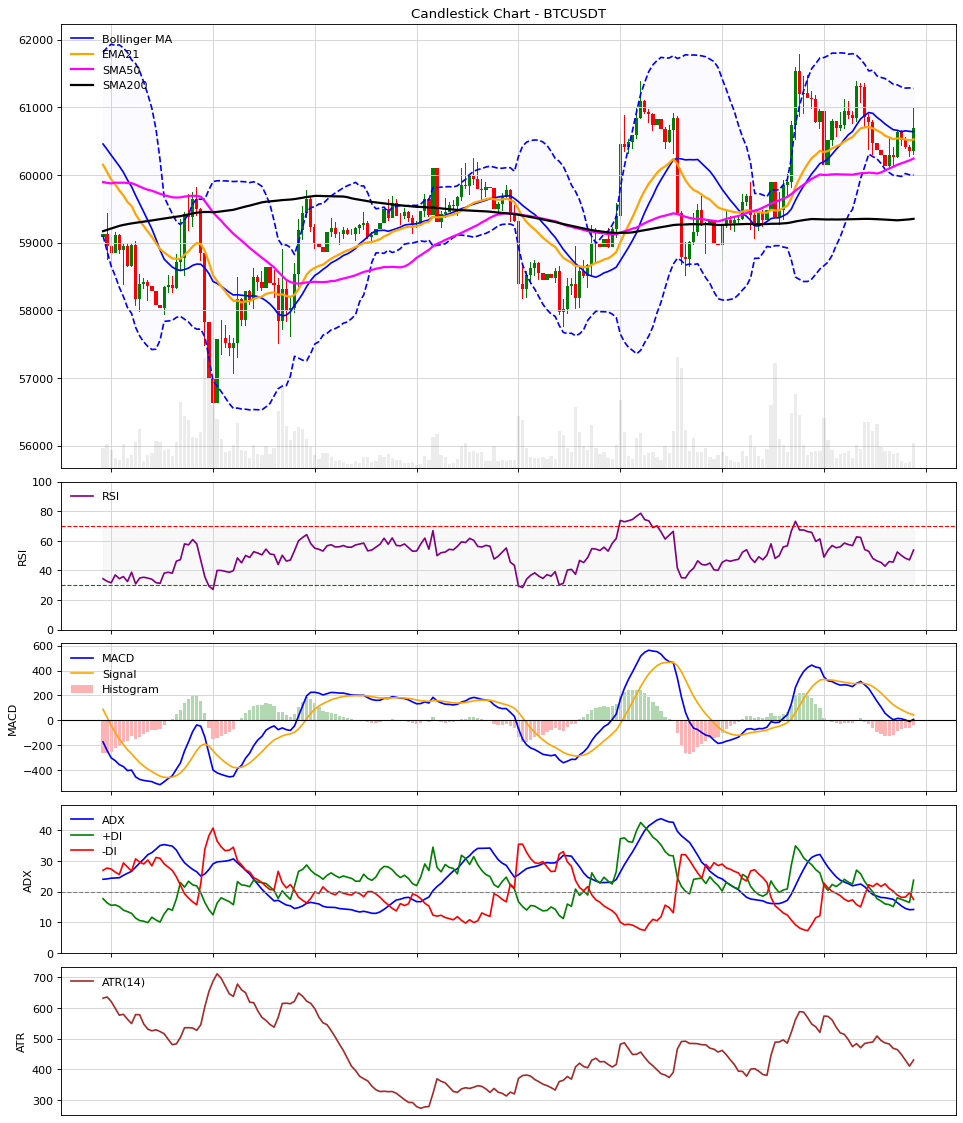 Candlestick Chart - BTCUSDT
Bollinger MA
EMA21
SMA50
SMA200
62000
61000
60000
59000
58000
57000
56000
RSI
RSI
100
80
60
40
20
0
MACD
Signal
Histogram
MACD
600
400
200
0
−200
−400
ADX
+DI
-DI
ADX
40
30
20
10
0
ATR(14)
ATR
700
600
500
400
300